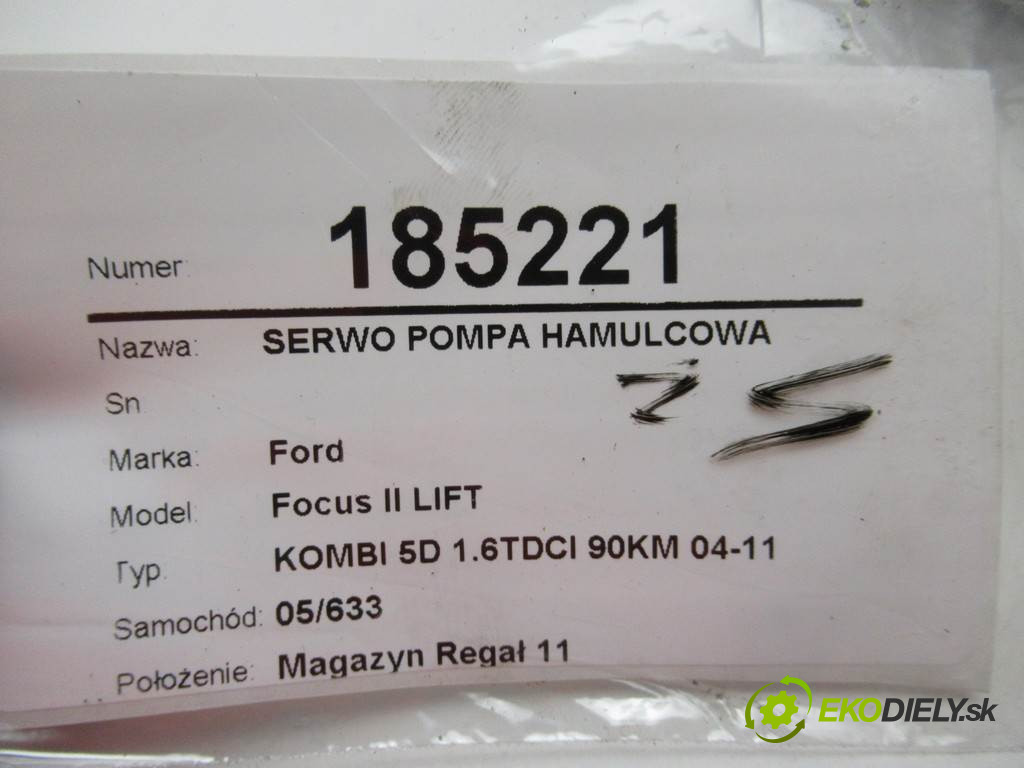 Numer: 185221
Nazwa: SERWO POMPA HAMULCOWA
Sn
Marka: Ford
Model: Focus II LIFT
Typ: KOMBI 5D 1.6TDCI 90KM 04-11
Samochód: 05/633
Położenie: Magazyn Regał 11
EKODIELY.sk